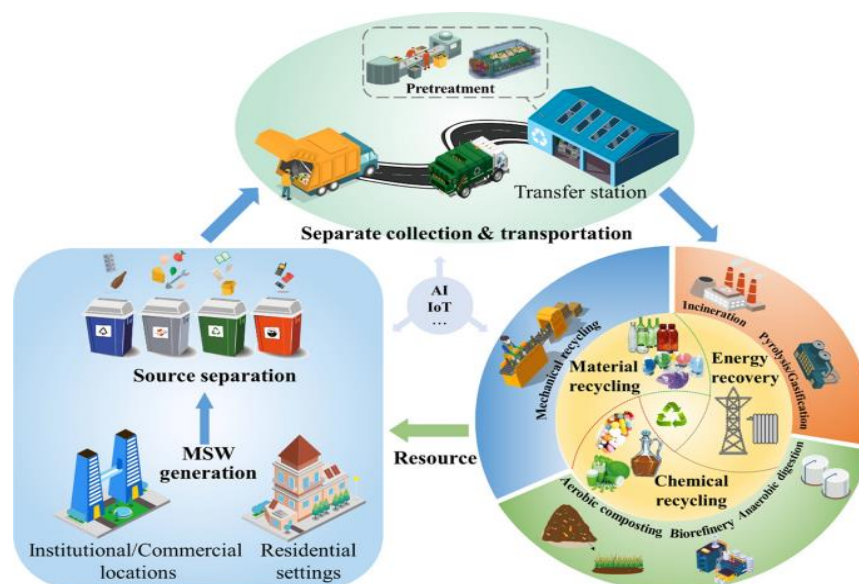 Pretreatment
Transfer station
Separate collection & transportation
AI
IoT
...
Source separation
MSW
generation
Institutional/Commercial
locations
Residential
settings
Resource
Mechanical recycling
Material
recycling
Incineration
Pyrolysis/Gasification
Energy
recovery
Chemical
recycling
Aerobic composting
Biorefinery
Anaerobic digestion